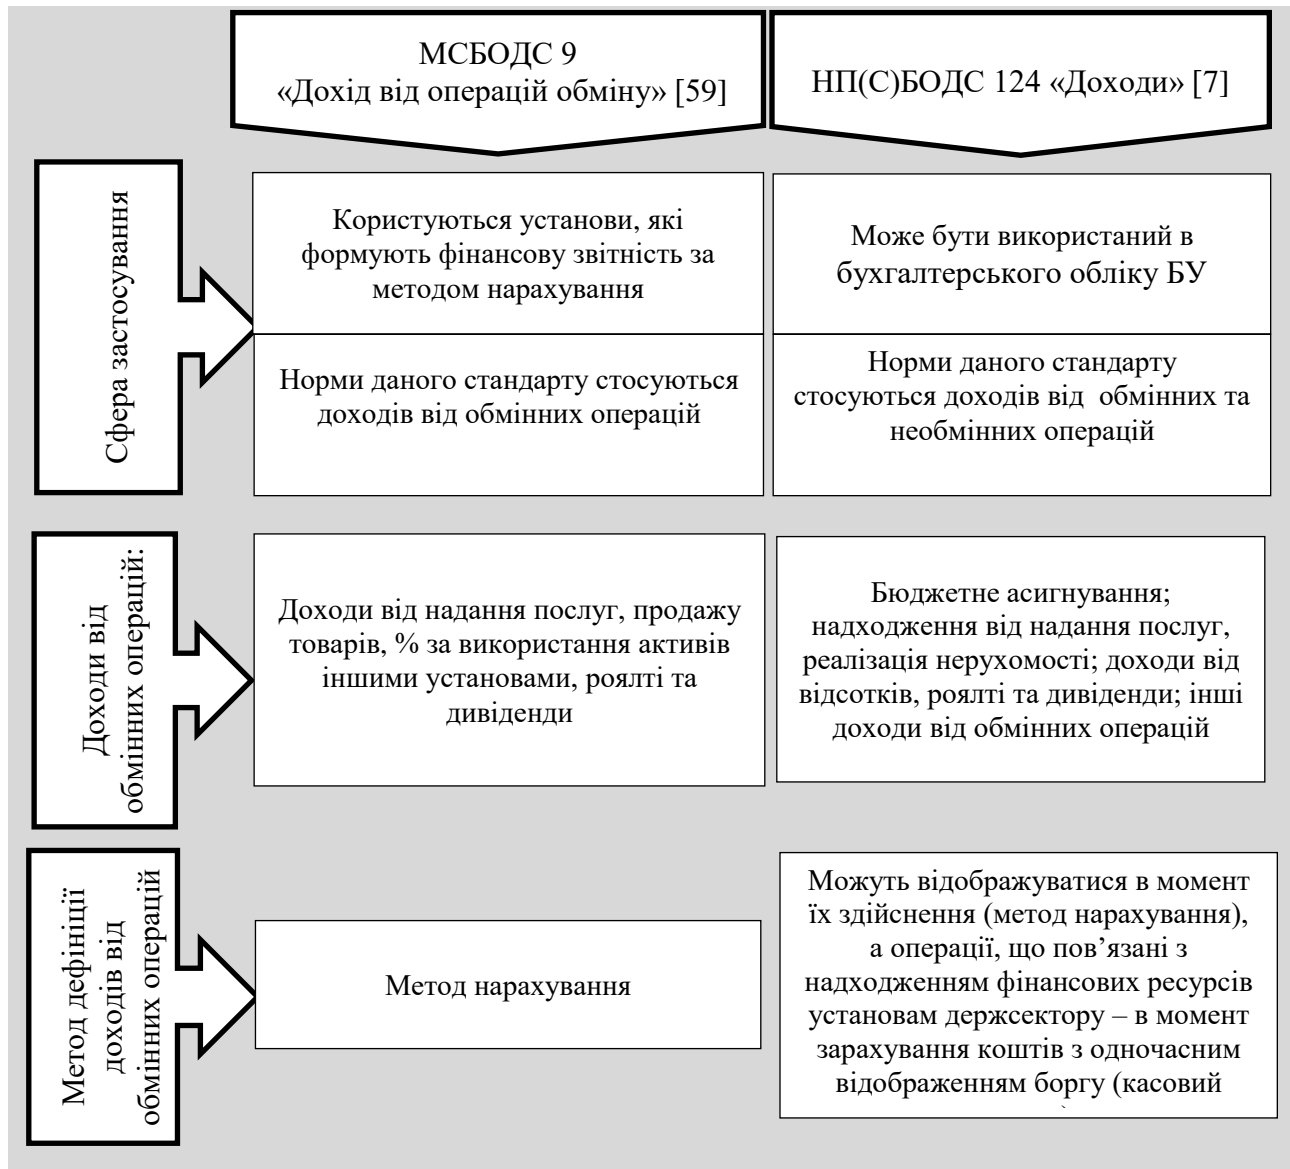 МСБОДС 9
«Дохід від операцій обміну» [59]
НП(С)БОДС 124 «Доходи» [7]
Сфера застосування
Користуються установи, які
формують фінансову звітність за
методом нарахування
Може бути використаний в
бухгалтерського обліку БУ
Норми даного стандарту стосуються
доходів від обмінних операцій
Норми даного стандарту
стосуються доходів від обмінних та
необмінних операцій
Доходи від
обмінних операцій:
Доходи від надання послуг, продажу
товарів, % за використання активів
іншими установами, роялті та
дивіденди
Бюджетне асигнування;
надходження від надання послуг,
реалізація нерухомості; доходи від
відсотків, роялті та дивіденди; інші
доходи від обмінних операцій
Метод дефініції
доходів від
обмінних операцій
Метод нарахування
Можуть відображуватися в момент
їх здійснення (метод нарахування),
а операції, що пов’язані з
надходженням фінансових ресурсів
установам держсектору – в момент
зарахування коштів з одночасним
відображенням боргу (касовий